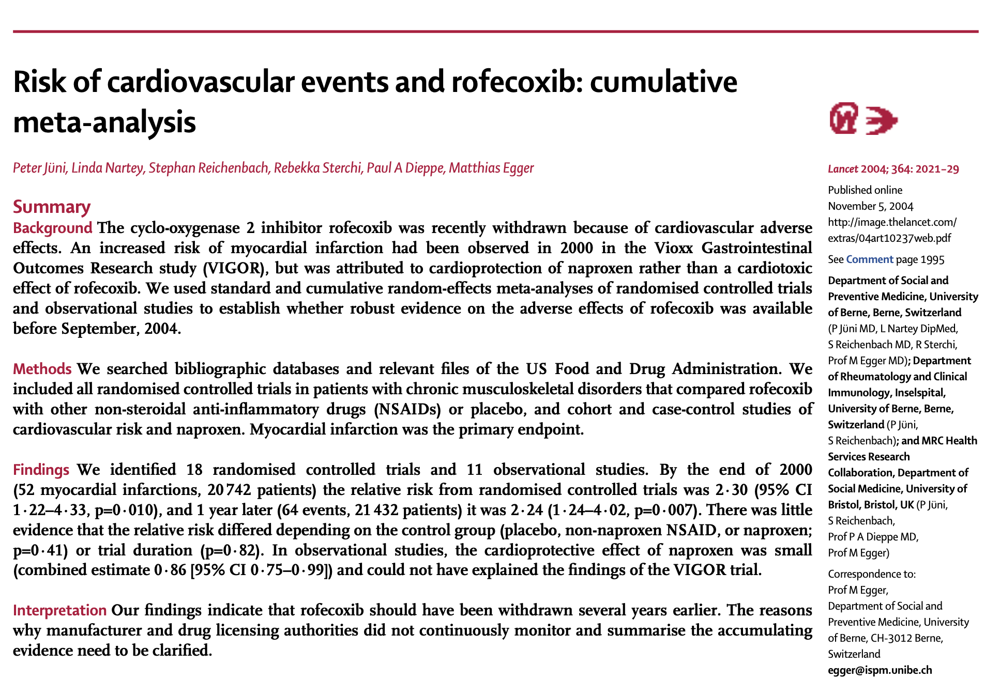 Risk of cardiovascular events and rofecoxib: cumulative
meta-analysis
Peter Jüni, Linda Nartey, Stephan Reichenbach, Rebekka Sterchi, Paul A Dieppe, Matthias Egger
Summary
Background The cyclo-oxygenase 2 inhibitor rofecoxib was recently withdrawn because of cardiovascular adverse
effects. An increased risk of myocardial infarction had been observed in 2000 in the Vioxx Gastrointestinal
Outcomes Research study (VIGOR), but was attributed to cardioprotection of naproxen rather than a cardiotoxic
effect of rofecoxib. We used standard and cumulative random-effects meta-analyses of randomised controlled trials
and observational studies to establish whether robust evidence on the adverse effects of rofecoxib was available
before September, 2004.
Methods We searched bibliographic databases and relevant files of the US Food and Drug Administration. We
included all randomised controlled trials in patients with chronic musculoskeletal disorders that compared rofecoxib
with other non-steroidal anti-inflammatory drugs (NSAIDs) or placebo, and cohort and case-control studies of
cardiovascular risk and naproxen. Myocardial infarction was the primary endpoint.
Findings We identified 18 randomised controlled trials and 11 observational studies. By the end of 2000
(52 myocardial infarctions, 20 742 patients) the relative risk from randomised controlled trials was 2·30 (95% CI
1·22–4·33, p=0·010), and 1 year later (64 events, 21 432 patients) it was 2·24 (1·24–4·02, p=0·007). There was little
evidence that the relative risk differed depending on the control group (placebo, non-naproxen NSAID, or naproxen;
p=0·41) or trial duration (p=0·82). In observational studies, the cardioprotective effect of naproxen was small
(combined estimate 0·86 [95% CI 0·75–0·99]) and could not have explained the findings of the VIGOR trial.
Interpretation Our findings indicate that rofecoxib should have been withdrawn several years earlier. The reasons
why manufacturer and drug licensing authorities did not continuously monitor and summarise the accumulating
evidence need to be clarified.
Lancet 2004; 364: 2021–29
Published online
November 5, 2004
http://image.thelancet.com/
extras/04art10237web.pdf
See Comment page 1995
Department of Social and
Preventive Medicine, University
of Berne, Berne, Switzerland
(P Jüni MD, L Nartey DipMed,
S Reichenbach MD, R Sterchi,
Prof M Egger MD); Department
of Rheumatology and Clinical
Immunology, Inselspital,
University of Berne, Berne,
Switzerland (P Jüni,
S Reichenbach); and MRC Health
Services Research
Collaboration, Department of
Social Medicine, University of
Bristol, Bristol, UK (P Jüni,
S Reichenbach,
Prof P A Dieppe MD,
Prof M Egger)
Correspondence to:
Prof M Egger,
Department of Social and
Preventive Medicine, University
of Berne, CH-3012 Berne,
Switzerland
egger@ispm.unibe.ch